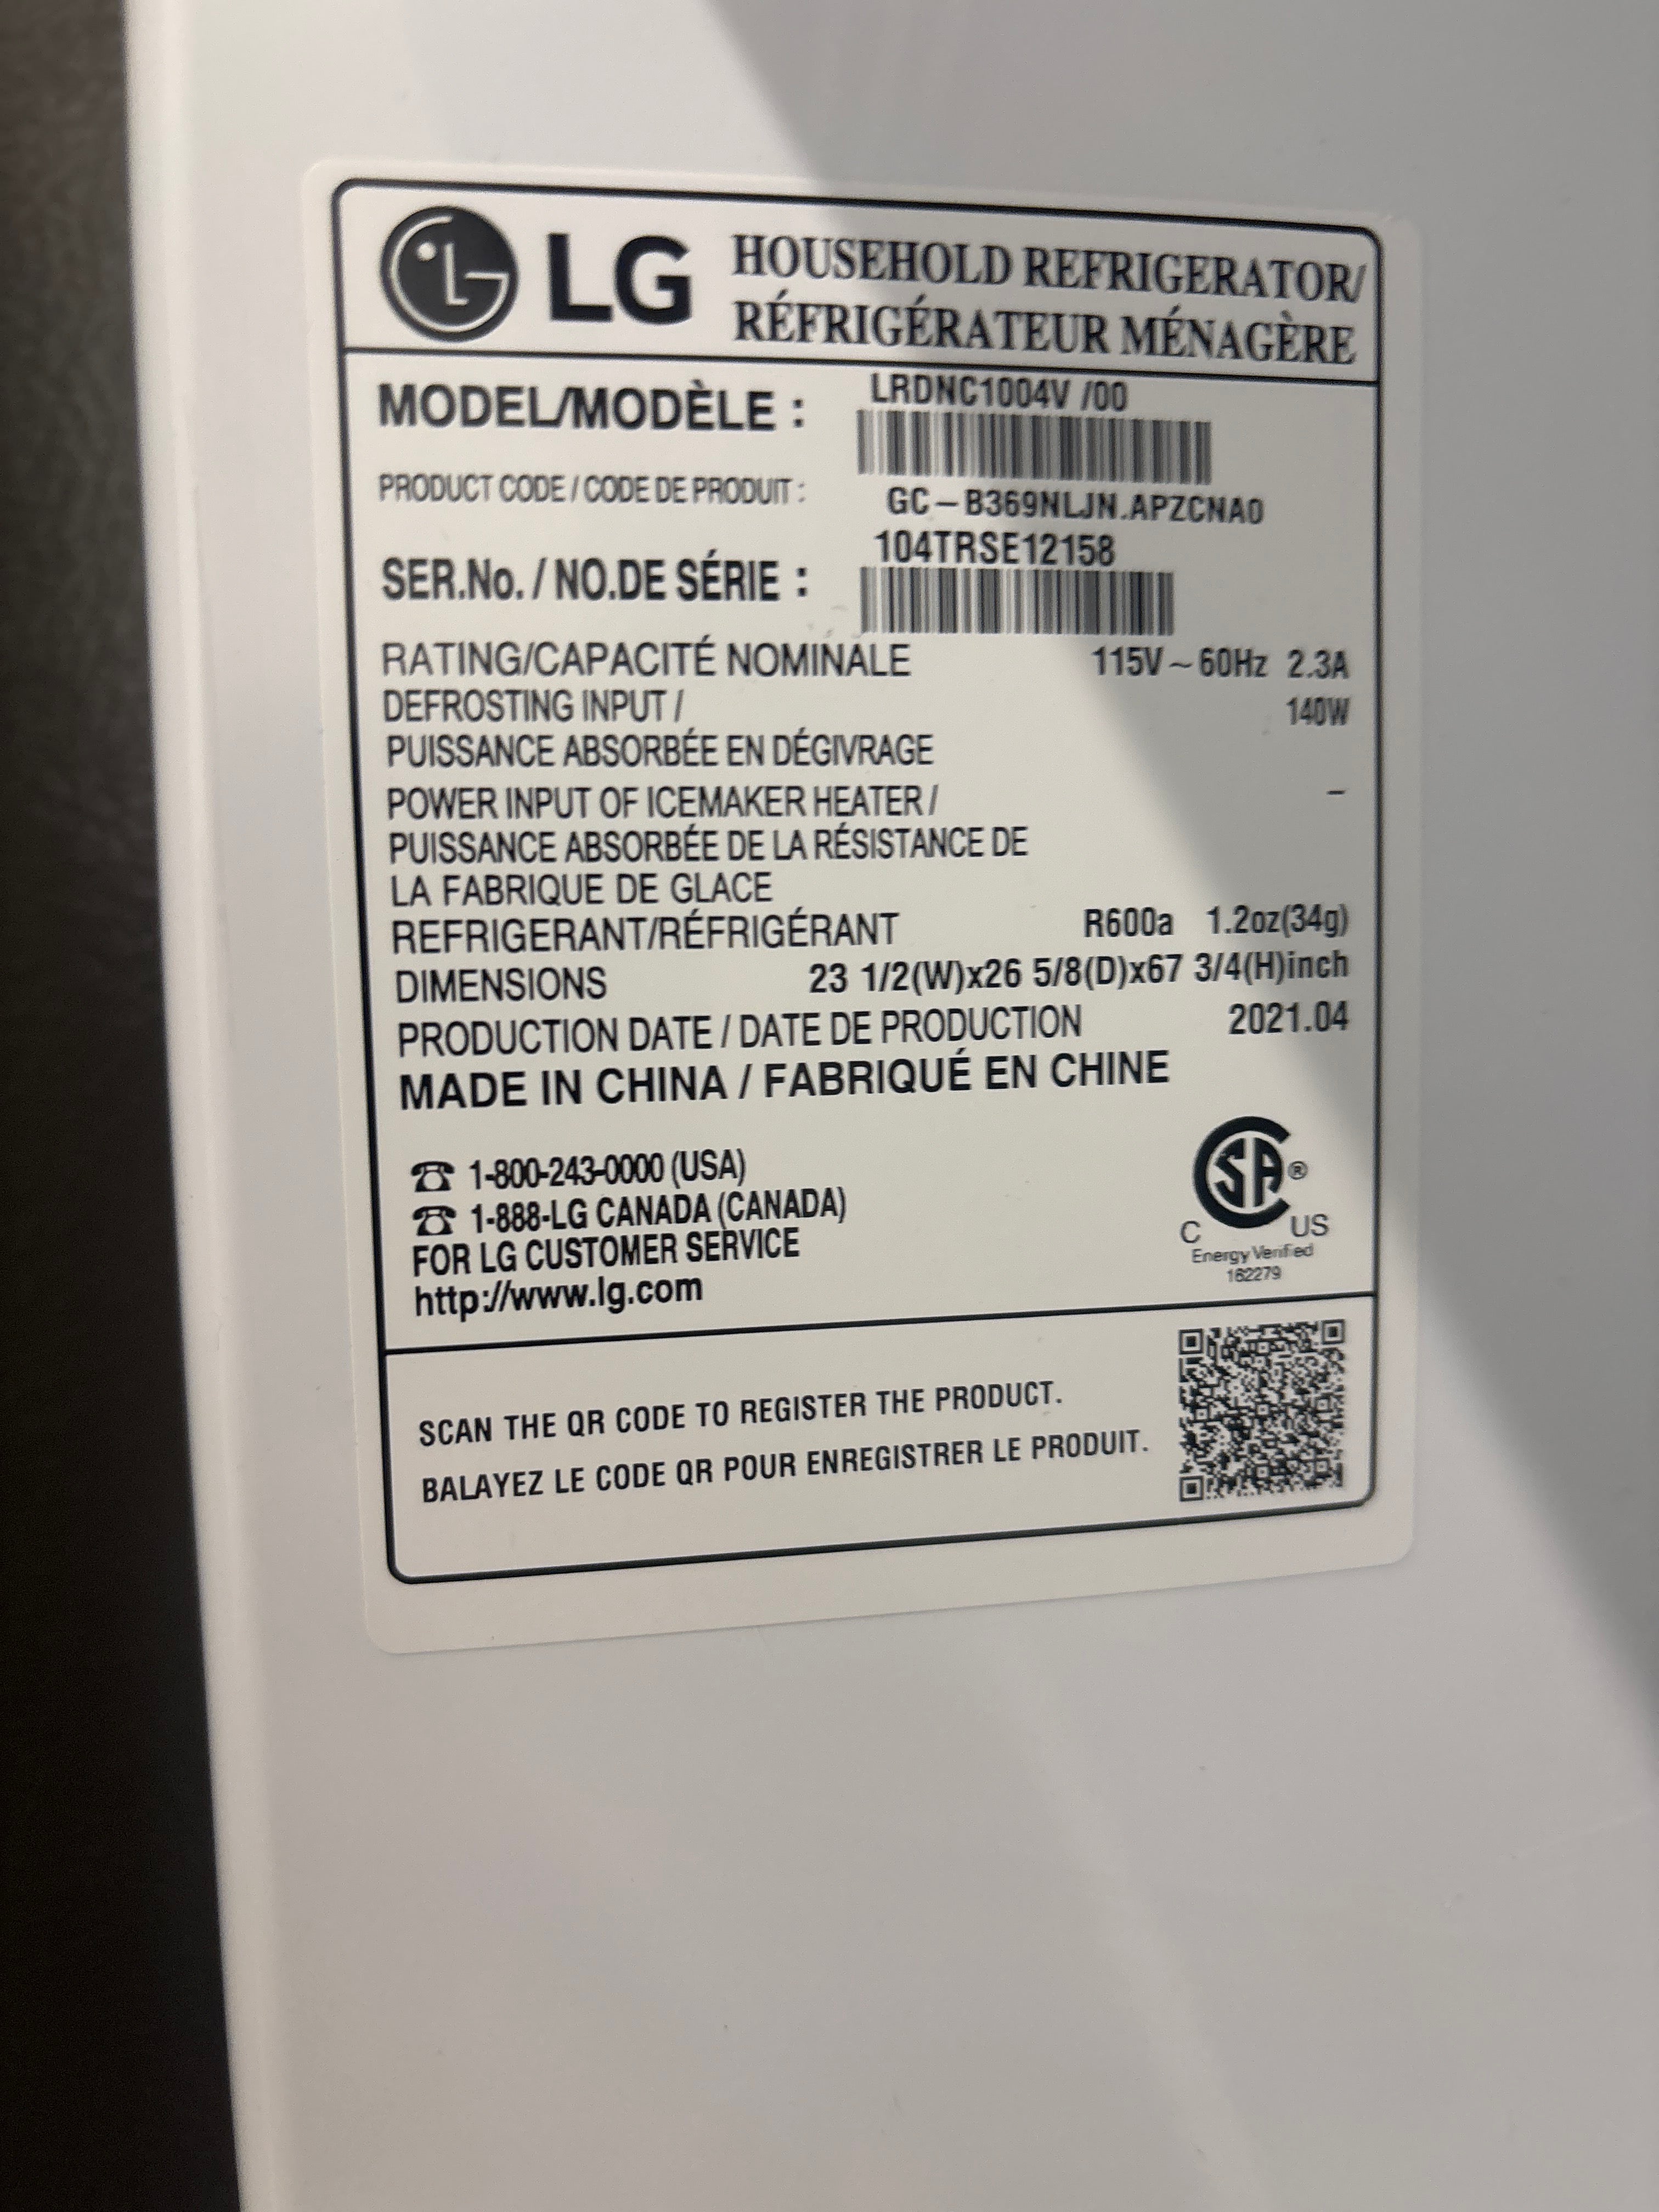 LG HOUSEHOLD REFRIGERATOR/
RÉFRIGÉRATEUR MÉNAGÈRE
MODEL/MODÈLE : LRDNC1004V /00
PRODUCT CODE / CODE DE PRODUIT : GC-B369NLJN.APZCNA0
SER.No. / NO.DE SÉRIE : 104TRSE12158
RATING/CAPACITÉ NOMINALE 115V~60Hz 2.3A
DEFROSTING INPUT / 140W
PUISSANCE ABSORBÉE EN DÉGIVRAGE
POWER INPUT OF ICEMAKER HEATER / -
PUISSANCE ABSORBÉE DE LA RÉSISTANCE DE
LA FABRIQUE DE GLACE
REFRIGERANT/RÉFRIGÉRANT R600a 1.2oz(34g)
DIMENSIONS 23 1/2(W)x26 5/8(D)x67 3/4(H)inch
PRODUCTION DATE / DATE DE PRODUCTION 2021.04
MADE IN CHINA / FABRIQUÉ EN CHINE
☎ 1-800-243-0000 (USA)
☎ 1-888-LG CANADA (CANADA)
FOR LG CUSTOMER SERVICE
http://www.lg.com
CSA®
C US
Energy Verified
162279
SCAN THE QR CODE TO REGISTER THE PRODUCT.
BALAYEZ LE CODE QR POUR ENREGISTRER LE PRODUIT.